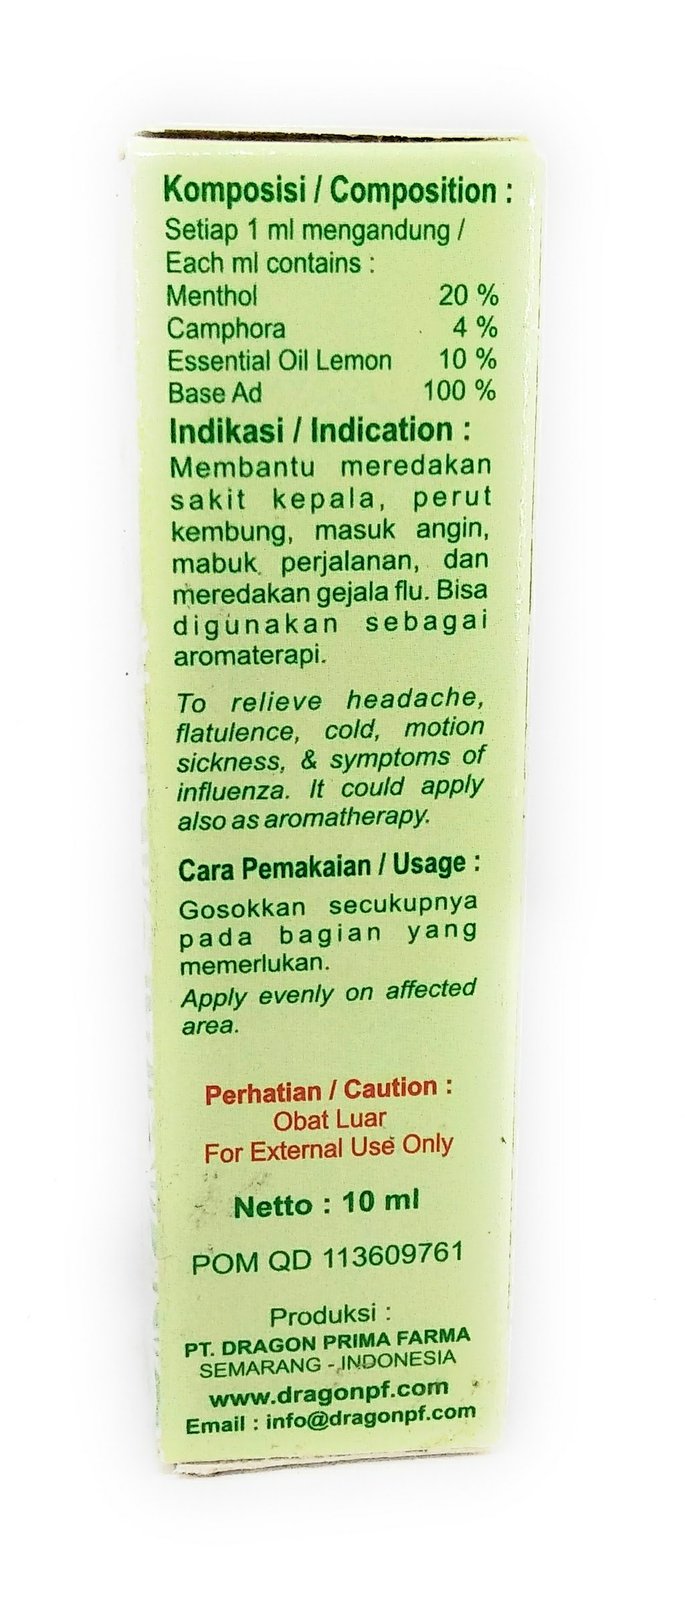 Komposisi / Composition :
Setiap 1 ml mengandung /
Each ml contains :
Menthol 20 %
Camphora 4 %
Essential Oil Lemon 10 %
Base Ad 100 %
Indikasi / Indication :
Membantu meredakan
sakit kepala, perut
kembung, masuk angin,
mabuk perjalanan, dan
meredakan gejala flu. Bisa
digunakan sebagai
aromaterapi.
To relieve headache,
flatulence, cold, motion
sickness, & symptoms of
influenza. It could apply
also as aromatherapy.
Cara Pemakaian / Usage :
Gosokkan secukupnya
pada bagian yang
memerlukan.
Apply evenly on affected
area.
Perhatian / Caution :
Obat Luar
For External Use Only
Netto : 10 ml
POM QD 113609761
Produksi :
PT. DRAGON PRIMA FARMA
SEMARANG - INDONESIA
www.dragonpf.com
Email : info@dragonpf.com